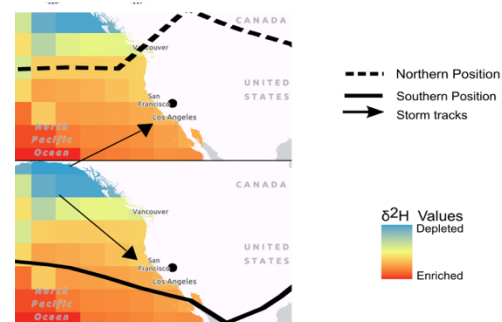 CANADA
Vancouver
UNITED
STATES
San
Francisco
Los Angeles
North
Pacific
Ocean
CANADA
Vancouver
UNITED
STATES
San
Francisco
Los Angeles
North
Pacific
Ocean
Northern Position
Southern Position
Storm tracks
δ²H Values
Depleted
Enriched